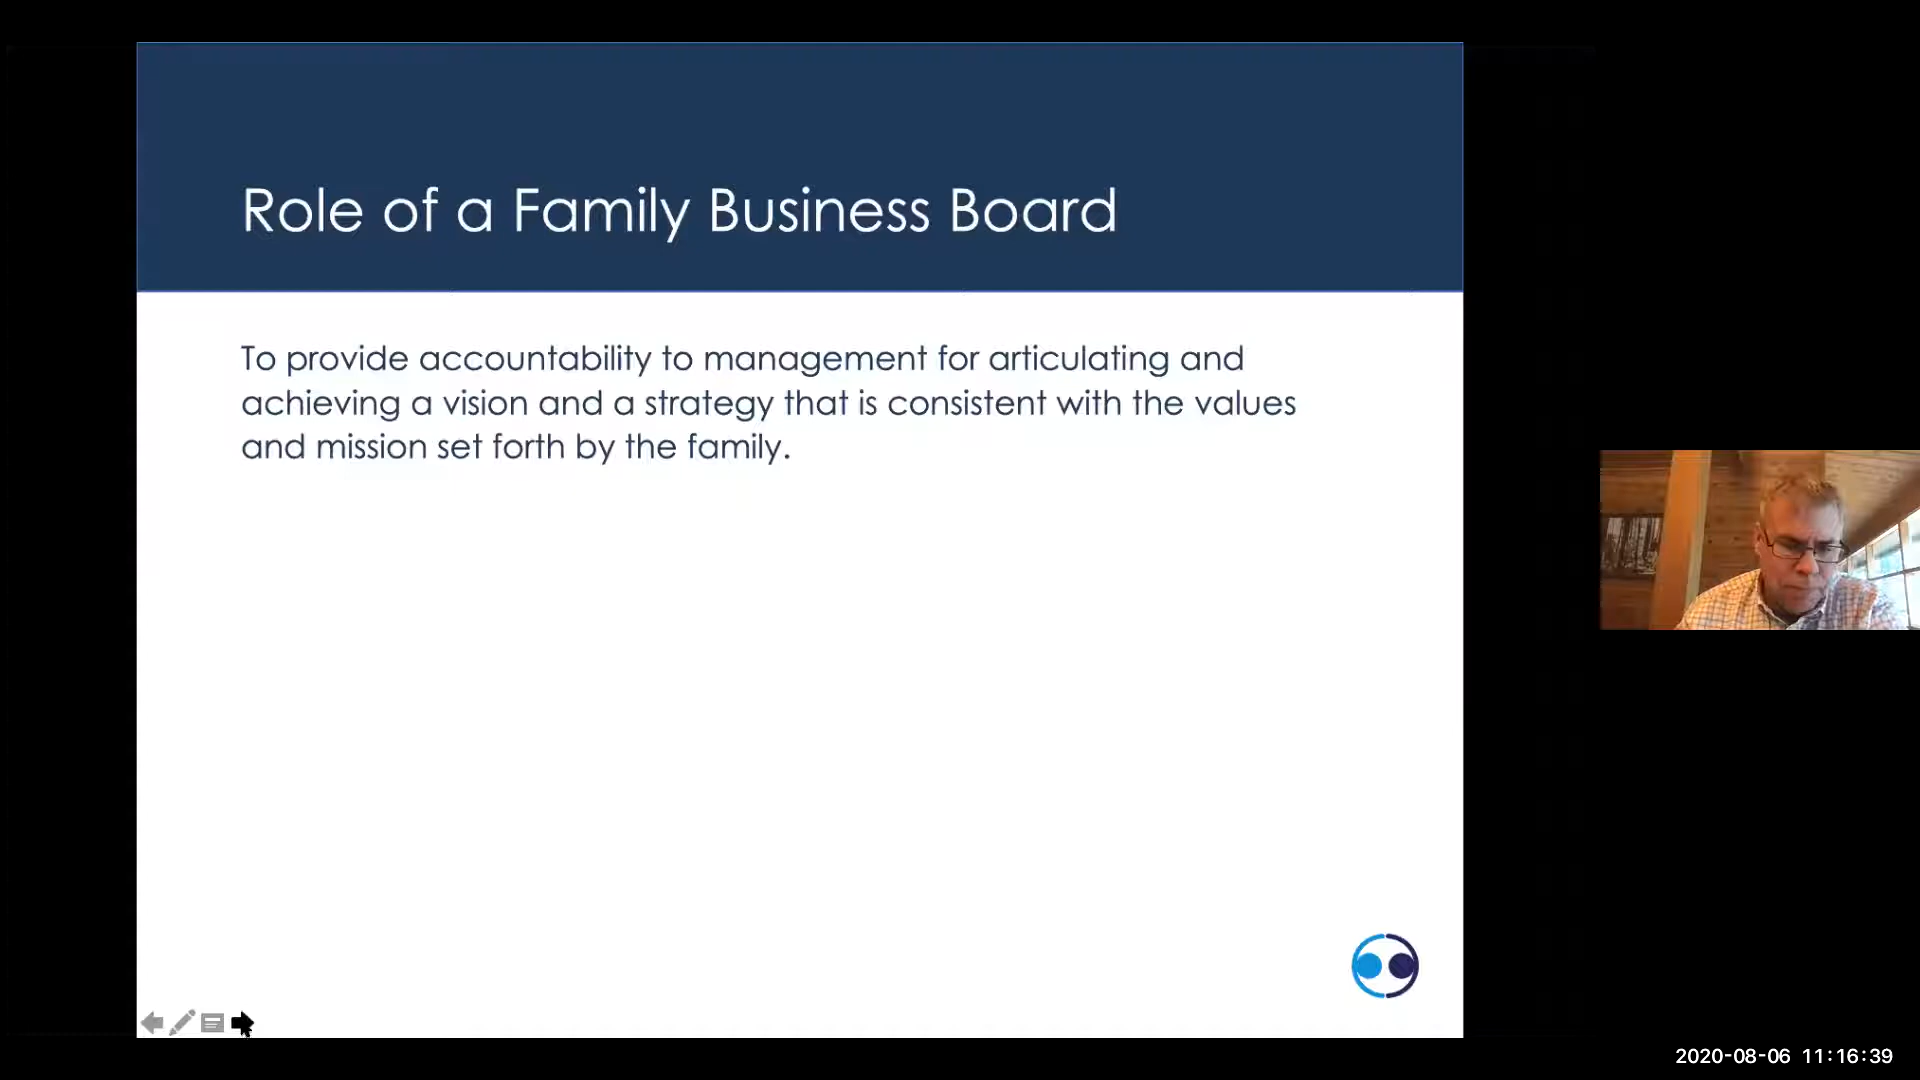 Role of a Family Business Board
To provide accountability to management for articulating and
achieving a vision and a strategy that is consistent with the values
and mission set forth by the family.
2020-08-06 11:16:39